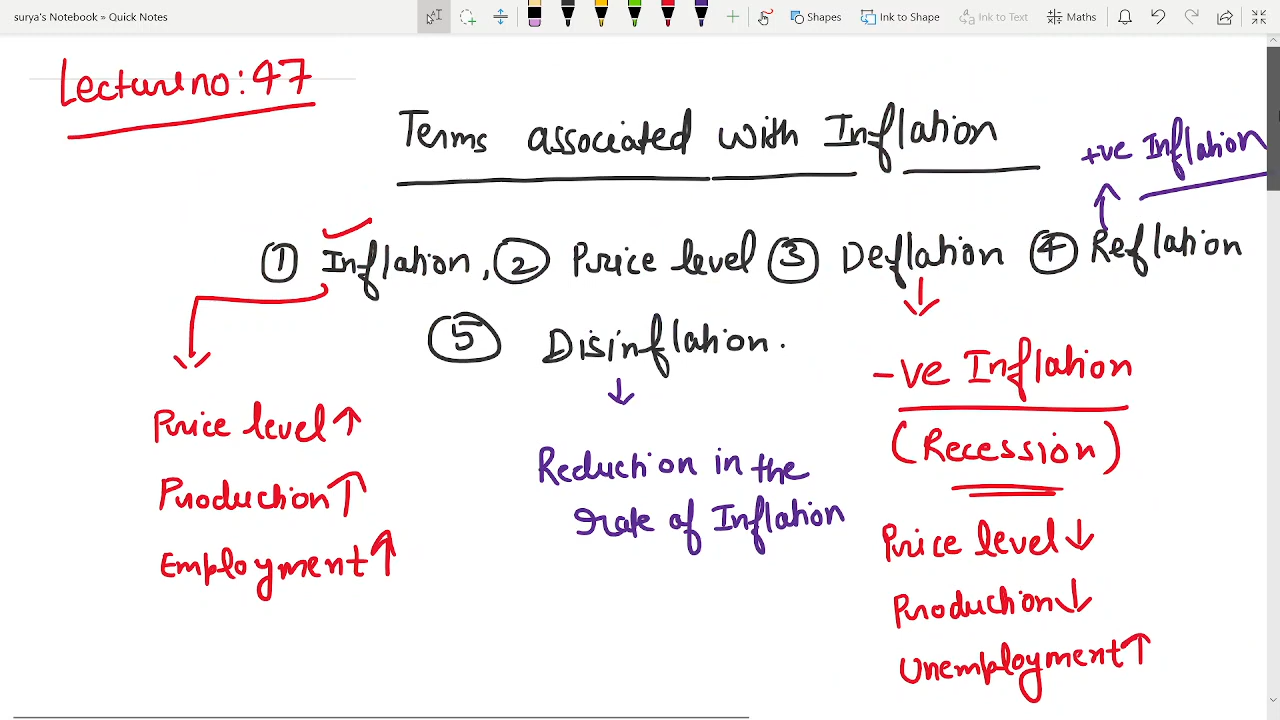 surya's Notebook » Quick Notes
Shapes Ink to Shape Ink to Text Maths
Lecture no: 47
Terms associated with Inflation
+ve Inflation
① Inflation, ② Price level ③ Deflation ④ Reflation
⑤ Disinflation.
-ve Inflation
(Recession)
Price level ↑
Production ↑
Employment ↑
Reduction in the
rate of Inflation
Price level ↓
Production ↓
Unemployment ↑